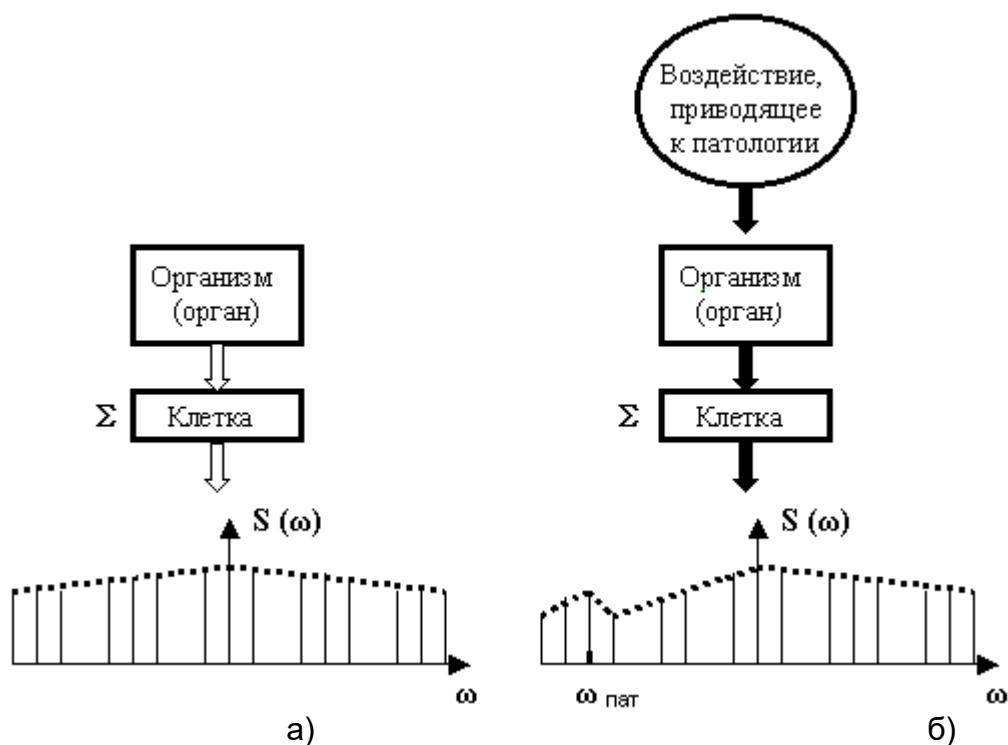 Воздействие,
приводящее
к патологии
Организм
(орган)
Σ Клетка
S (ω)
ω
а)
Организм
(орган)
Σ Клетка
S (ω)
ω пат
ω
б)